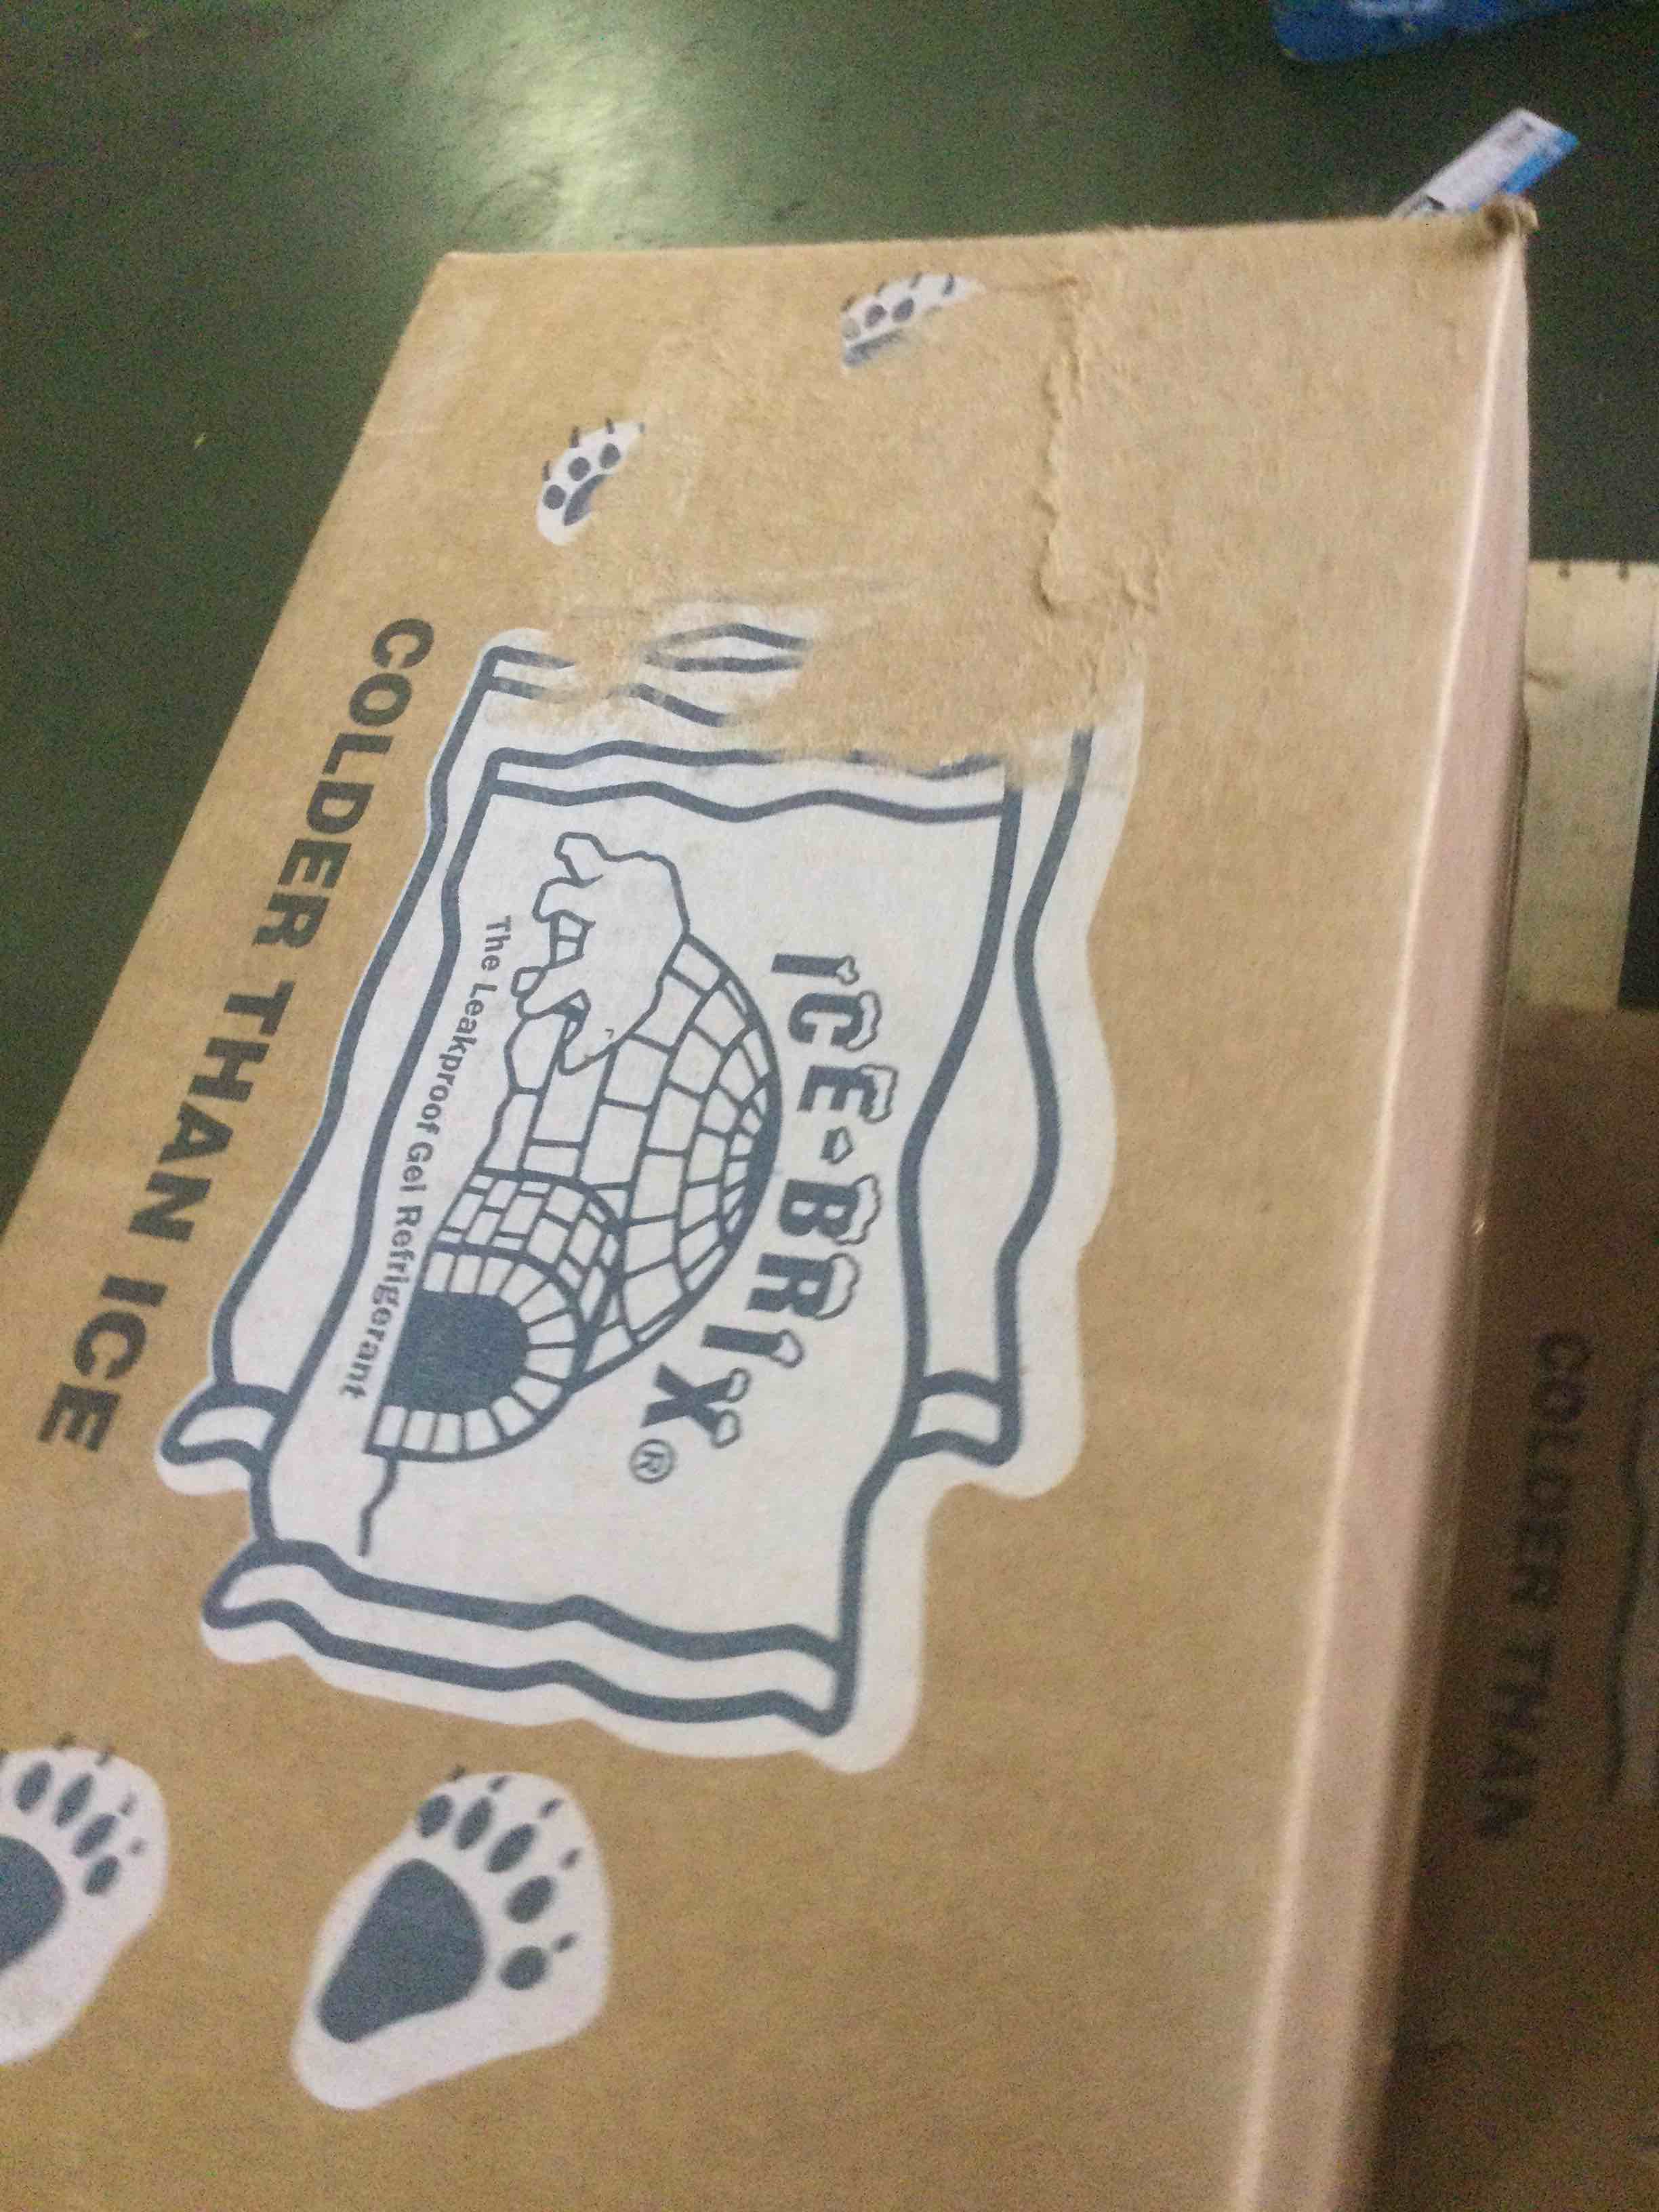 ICE·BRIX®
The Leakproof Gel Refrigerant
COLDER THAN ICE
COLDER THAN